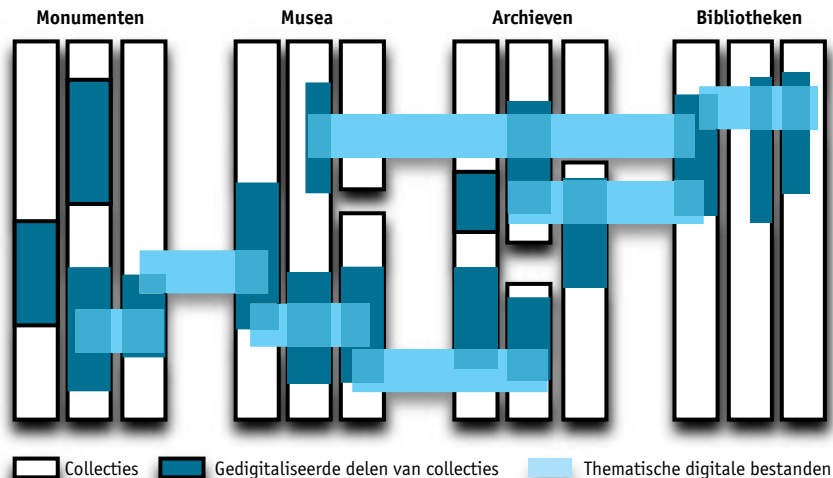 Monumenten Musea Archieven Bibliotheken
Collecties Gedigitaliseerde delen van collecties Thematische digitale bestanden